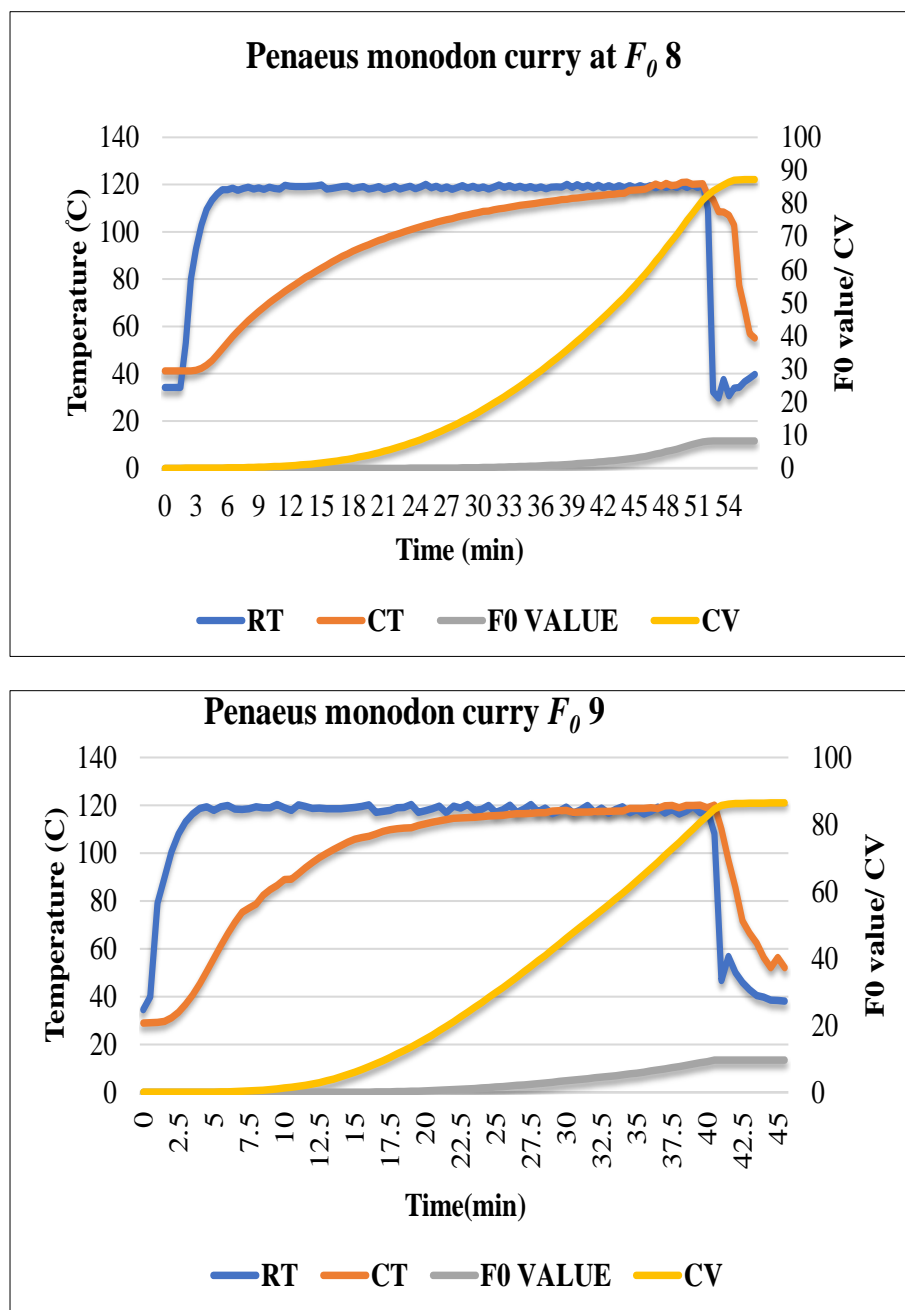 Penaeus monodon curry at F0 8
140
120
100
80
60
40
20
0
Temperature (℃)
100
90
80
70
60
50
40
30
20
10
0
F0 value/ CV
0 3 6 9 12 15 18 21 24 27 30 33 36 39 42 45 48 51 54
Time (min)
RT CT F0 VALUE CV
Penaeus monodon curry F0 9
140
120
100
80
60
40
20
0
Temperature (C)
100
80
60
40
20
0
F0 value/ CV
0 2.5 5 7.5 10 12.5 15 17.5 20 22.5 25 27.5 30 32.5 35 37.5 40 42.5 45
Time(min)
RT CT F0 VALUE CV